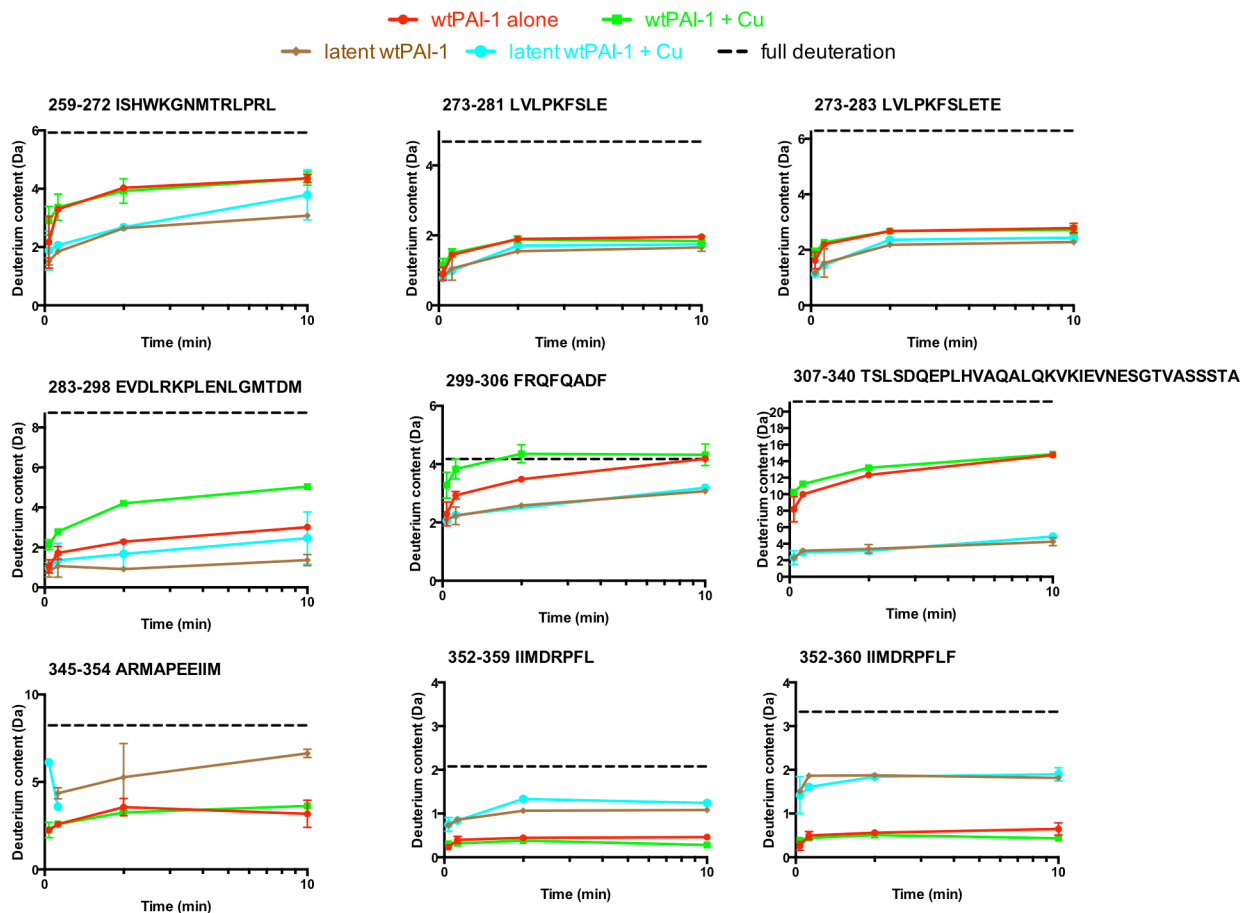 wtPAI-1 alone wtPAI-1 + Cu
latent wtPAI-1 latent wtPAI-1 + Cu full deuteration
259-272 ISHWKGNMTRLPRL
Deuterium content (Da)
6
4
2
0
0 10
Time (min)
273-281 LVLPKFSLE
Deuterium content (Da)
4
2
0
0 10
Time (min)
273-283 LVLPKFSLETE
Deuterium content (Da)
6
4
2
0
0 10
Time (min)
283-298 EVDLRKPLENLGMTDM
Deuterium content (Da)
8
6
4
2
0
0 10
Time (min)
299-306 FRQFQADF
Deuterium content (Da)
6
4
2
0
0 10
Time (min)
307-340 TSLSDQEPLHVAQALQKVKIEVNESGTVASSSTA
Deuterium content (Da)
20
18
16
14
12
10
8
6
4
2
0
0 10
Time (min)
345-354 ARMAPEEIIM
Deuterium content (Da)
10
5
0
0 10
Time (min)
352-359 IIMDRPFL
Deuterium content (Da)
4
3
2
1
0
0 10
Time (min)
352-360 IIMDRPFLF
Deuterium content (Da)
4
3
2
1
0
0 10
Time (min)